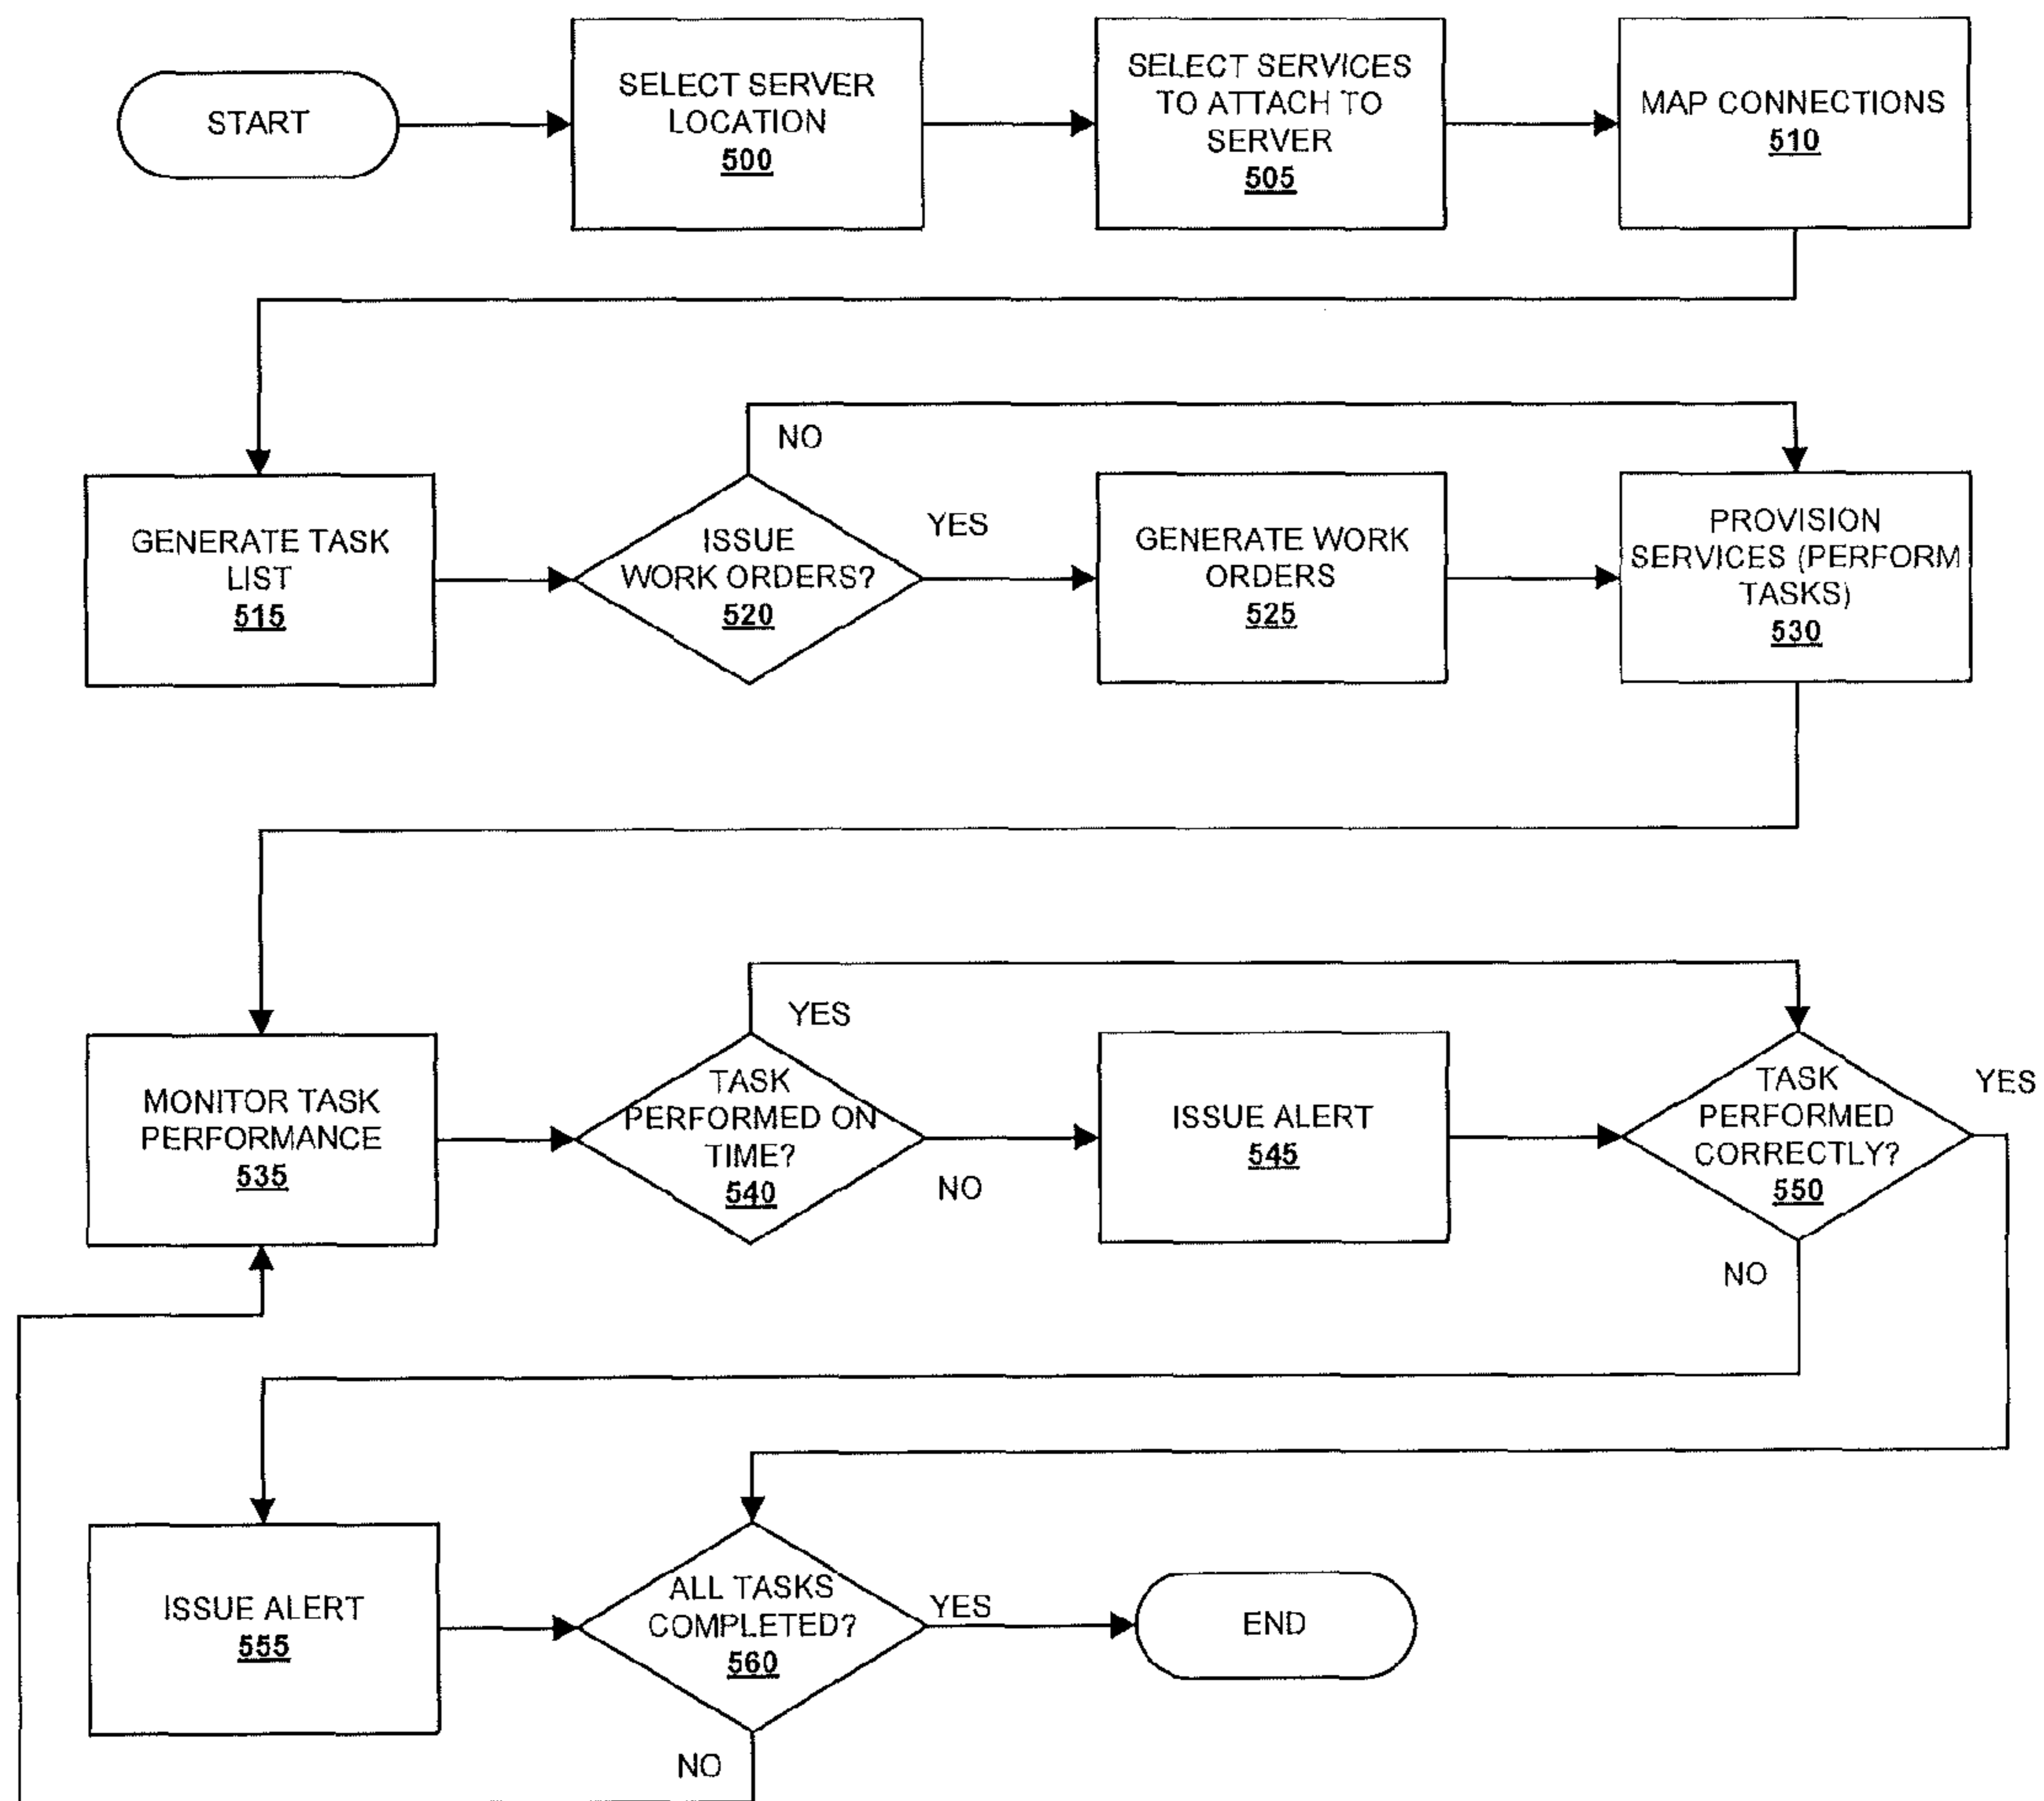 START
SELECT SERVER
LOCATION
500
SELECT SERVICES
TO ATTACH TO
SERVER
505
MAP CONNECTIONS
510
GENERATE TASK
LIST
515
ISSUE
WORK ORDERS?
520
NO
YES
GENERATE WORK
ORDERS
525
PROVISION
SERVICES (PERFORM
TASKS)
530
MONITOR TASK
PERFORMANCE
535
TASK
PERFORMED ON
TIME?
540
YES
NO
ISSUE ALERT
545
TASK
PERFORMED
CORRECTLY?
550
YES
NO
ISSUE ALERT
555
ALL TASKS
COMPLETED?
560
YES
NO
END